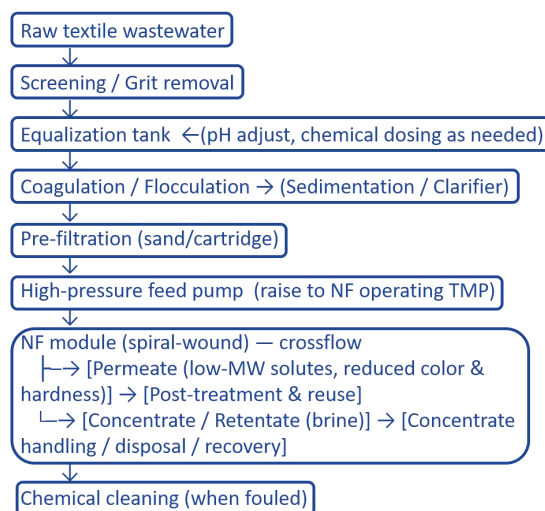 Raw textile wastewater
Screening / Grit removal
Equalization tank ←(pH adjust, chemical dosing as needed)
Coagulation / Flocculation → (Sedimentation / Clarifier)
Pre-filtration (sand/cartridge)
High-pressure feed pump (raise to NF operating TMP)
NF module (spiral-wound) — crossflow
├─→ [Permeate (low-MW solutes, reduced color &
hardness)] → [Post-treatment & reuse]
└─→ [Concentrate / Retentate (brine)] → [Concentrate
handling / disposal / recovery]
Chemical cleaning (when fouled)